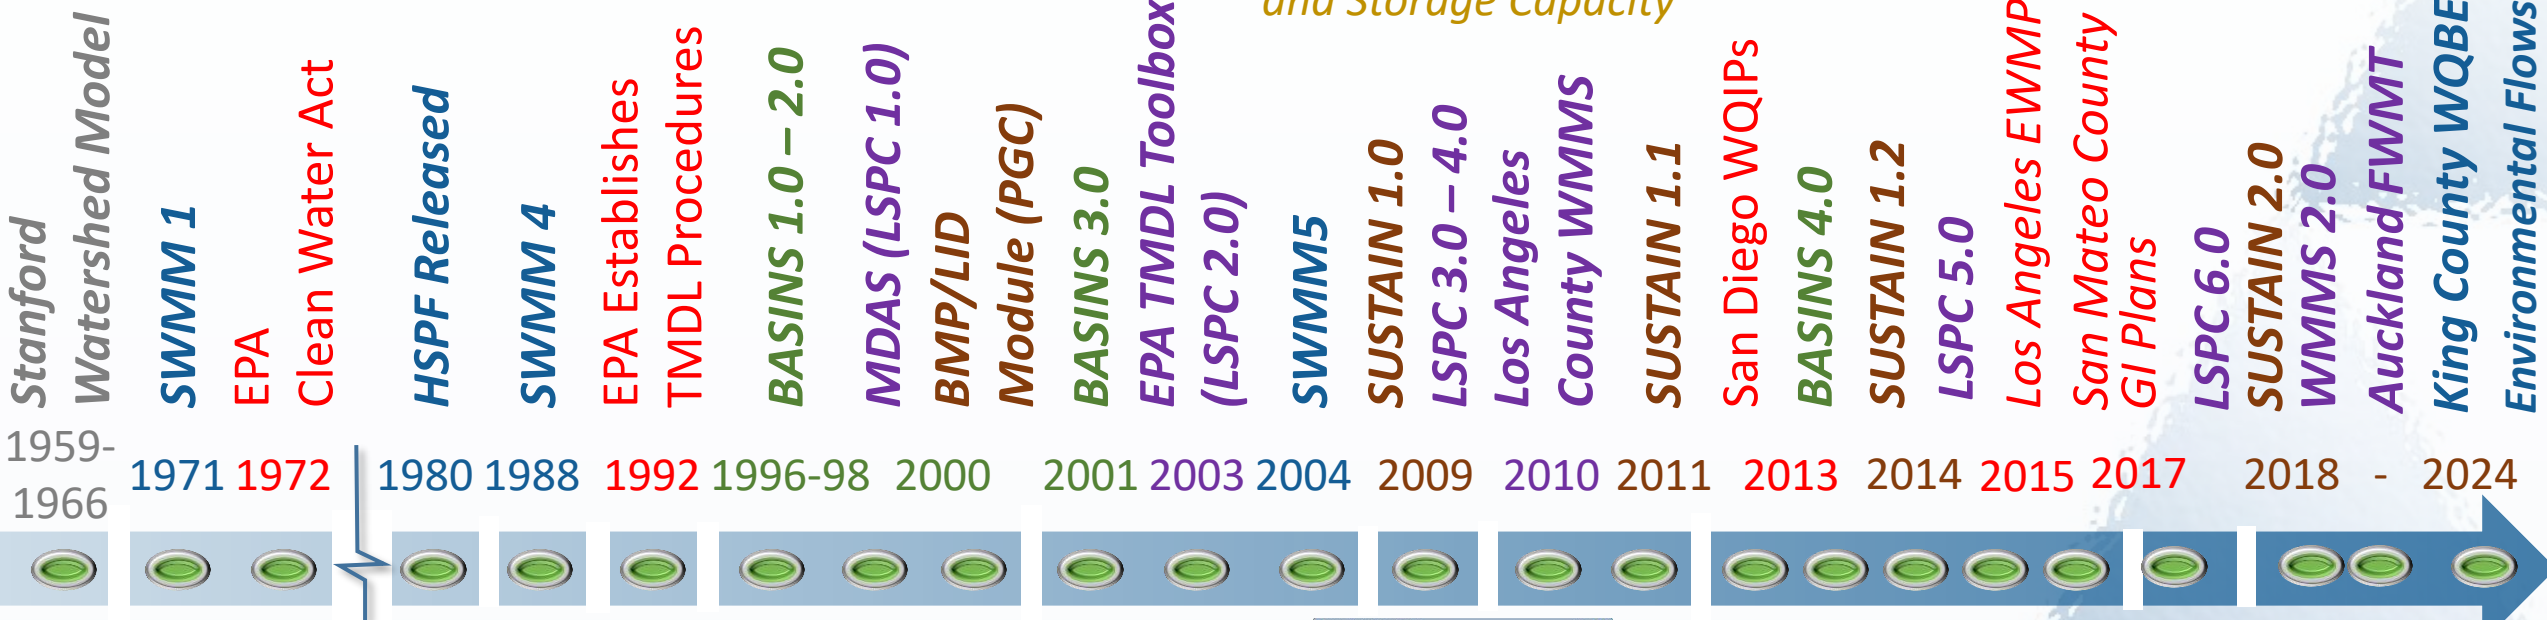 and Storage Capacity
Stanford
Watershed Model
SWMM 1
EPA
Clean Water Act
HSPF Released
SWMM 4
EPA Establishes
TMDL Procedures
BASINS 1.0 – 2.0
MDAS (LSPC 1.0)
BMP/LID
Module (PGC)
BASINS 3.0
EPA TMDL Toolbox
(LSPC 2.0)
SWMM5
SUSTAIN 1.0
LSPC 3.0 – 4.0
Los Angeles
County WMMS
SUSTAIN 1.1
San Diego WQIPs
BASINS 4.0
SUSTAIN 1.2
LSPC 5.0
Los Angeles EWMP
San Mateo County
GI Plans
LSPC 6.0
SUSTAIN 2.0
WMMS 2.0
Auckland FWMT
King County WQBE
Environmental Flows
1959-
1966
1971 1972 1980 1988 1992 1996-98 2000 2001 2003 2004 2009 2010 2011 2013 2014 2015 2017 2018 - 2024